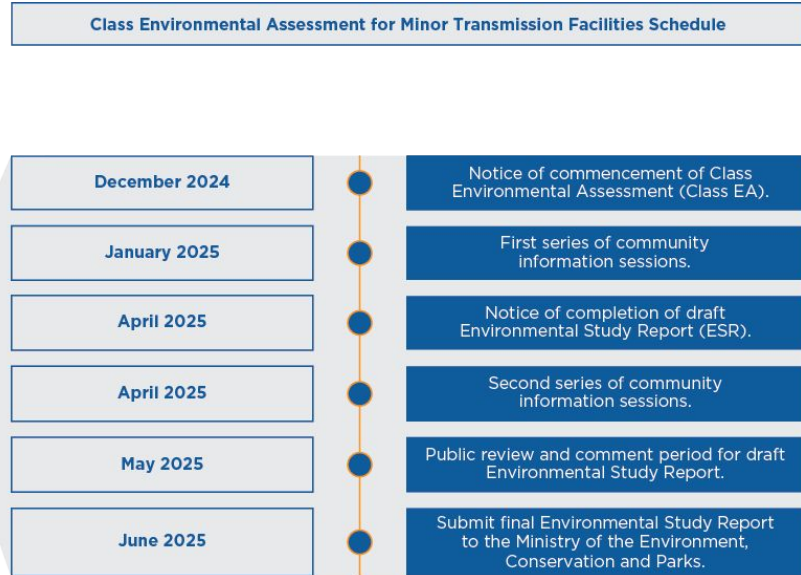 Class Environmental Assessment for Minor Transmission Facilities Schedule
December 2024
Notice of commencement of Class
Environmental Assessment (Class EA).
January 2025
First series of community
information sessions.
April 2025
Notice of completion of draft
Environmental Study Report (ESR).
April 2025
Second series of community
information sessions.
May 2025
Public review and comment period for draft
Environmental Study Report.
June 2025
Submit final Environmental Study Report
to the Ministry of the Environment,
Conservation and Parks.